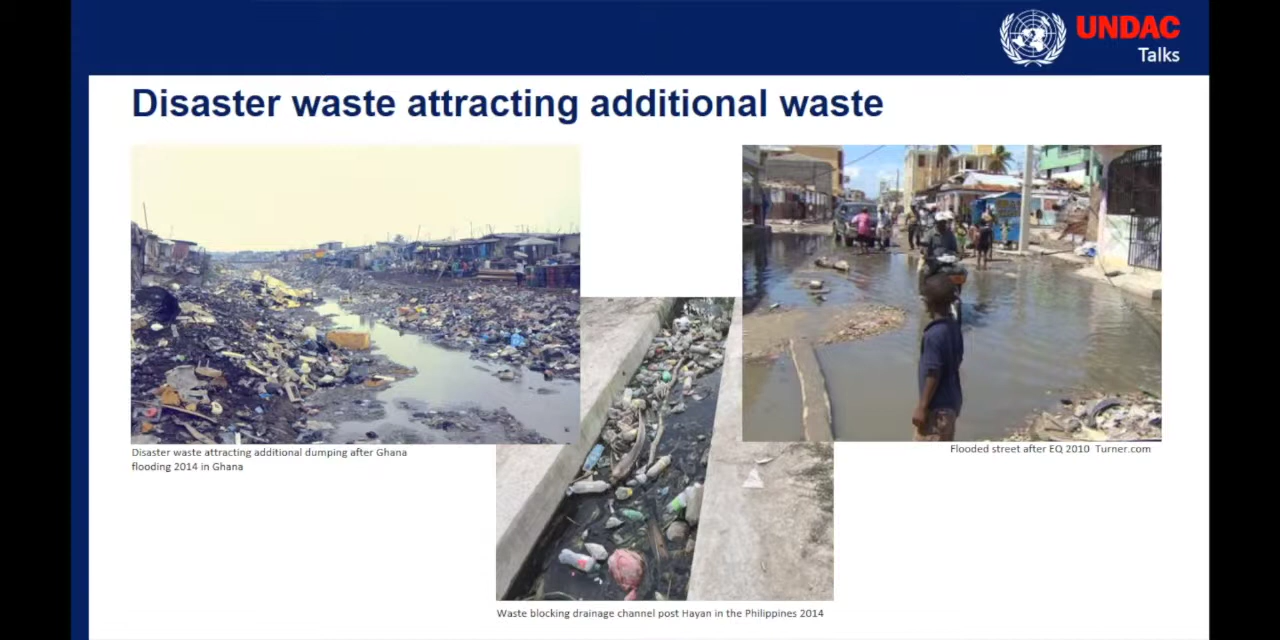 UNDAC
Talks
Disaster waste attracting additional waste
Disaster waste attracting additional dumping after Ghana
flooding 2014 in Ghana
Flooded street after EQ 2010 Turner.com
Waste blocking drainage channel post Hayan in the Philippines 2014